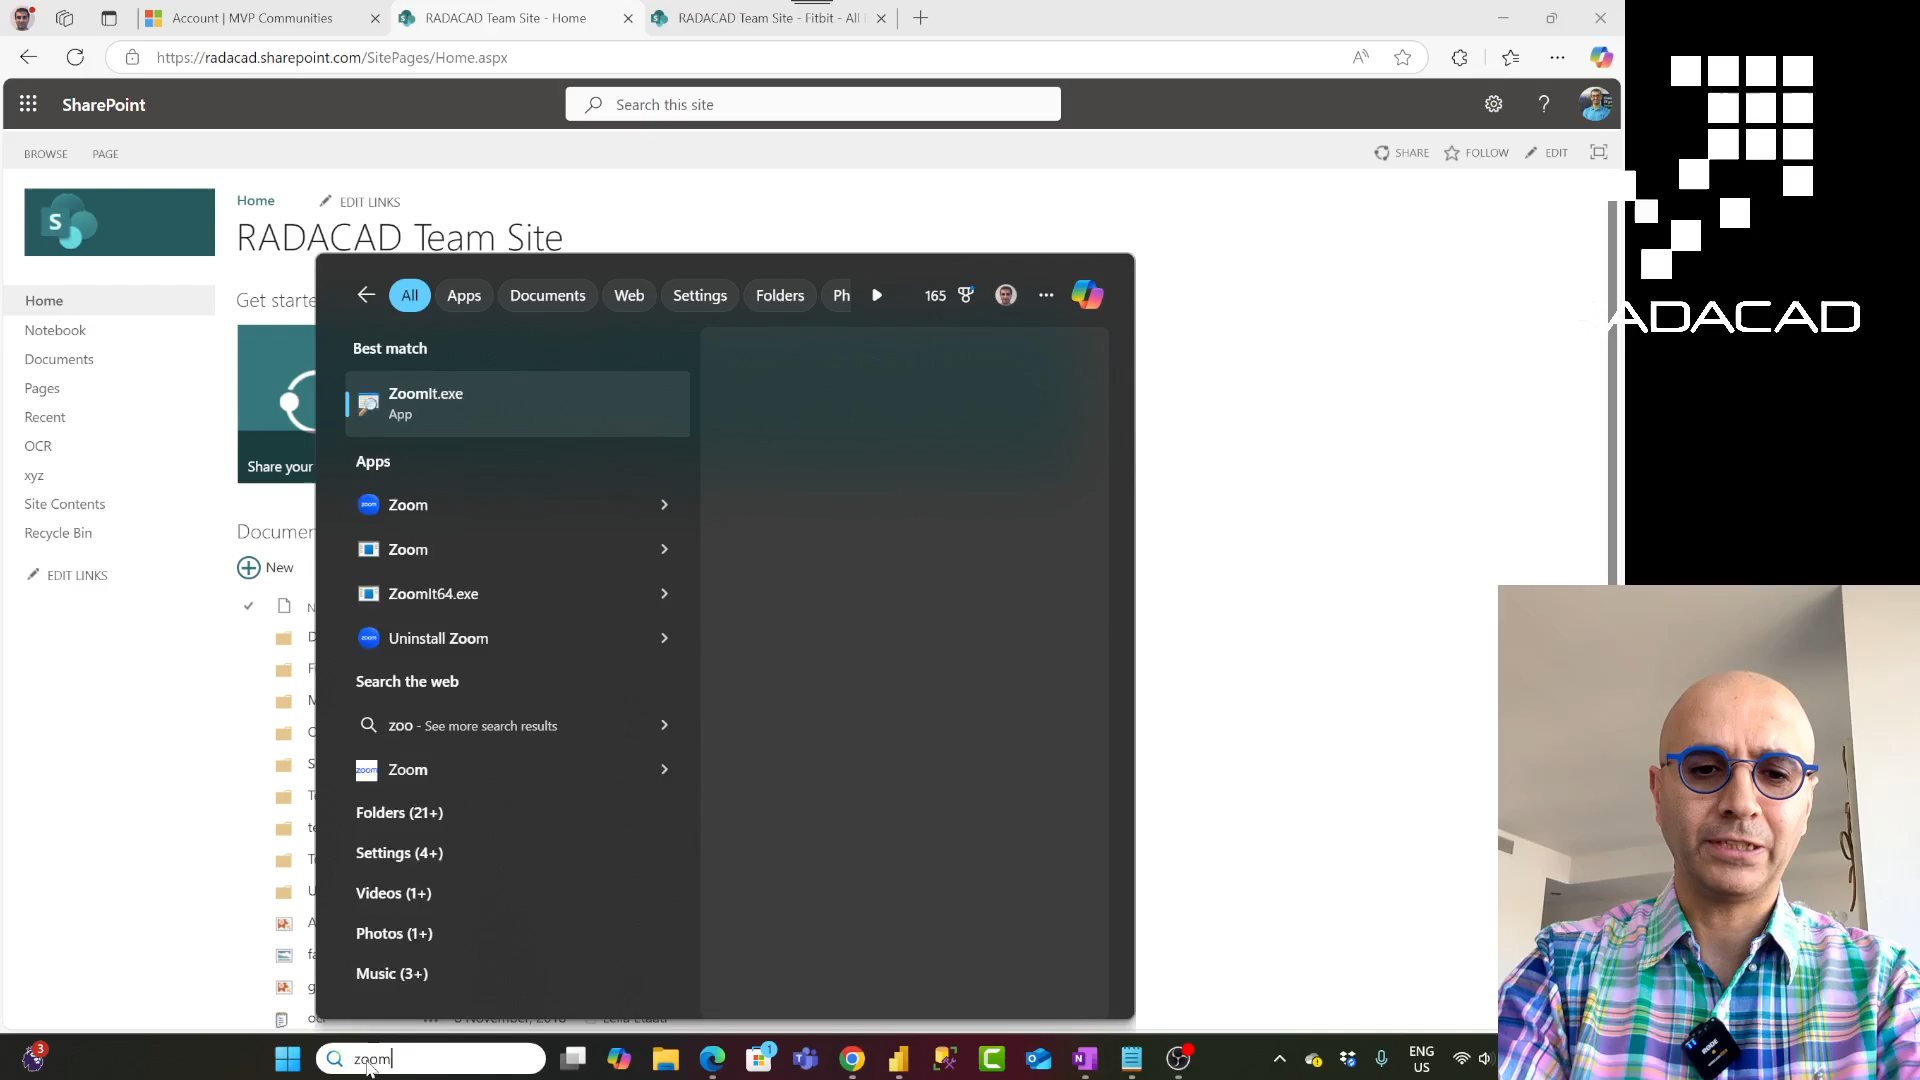 Account | MVP Communities
RADACAD Team Site - Home
RADACAD Team Site - Fitbit - All
https://radacad.sharepoint.com/SitePages/Home.aspx
SharePoint
Search this site
BROWSE
PAGE
SHARE
FOLLOW
EDIT
S
Home
EDIT LINKS
RADACAD Team Site
Home
Notebook
Documents
Pages
Recent
OCR
xyz
Site Contents
Recycle Bin
EDIT LINKS
Get starte
Share your
Documen
New
All
Apps
Documents
Web
Settings
Folders
Ph
165
Best match
ZoomIt.exe
App
Apps
Zoom
Zoom
ZoomIt64.exe
Uninstall Zoom
Search the web
zoo - See more search results
zoom
Zoom
Folders (21+)
Settings (4+)
Videos (1+)
Photos (1+)
Music (3+)
3
zoom
1
ENG
US
ADACAD
RØDE